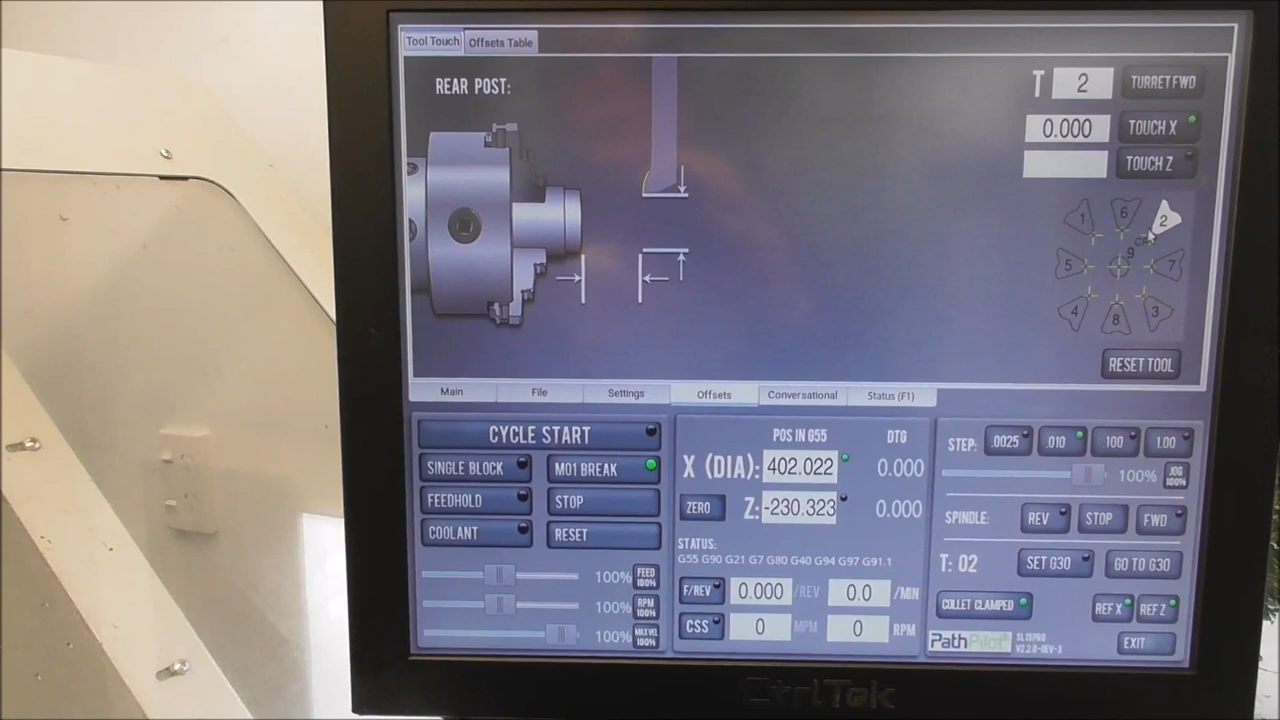 Tool Touch Offsets Table
REAR POST:
T 2 TURRET FWD
0.000 TOUCH X
TOUCH Z
1 6 2
5 9 7
4 8 3
RESET TOOL
Main File Settings Offsets Conversational Status (F1)
CYCLE START
SINGLE BLOCK M01 BREAK
FEEDHOLD STOP
COOLANT RESET
100% FEED 100%
100% RPM 100%
100% MAXVEL 100%
POS IN G55 DTG
X (DIA): 402.022 0.000
ZERO Z: -230.323 0.000
STATUS:
G55 G90 G21 G7 G80 G40 G94 G97 G91.1
F/REV 0.000 /REV 0.0 /MIN
CSS 0 MPM 0 RPM
STEP: .0025 .010 .100 1.00
100% JOG 100%
SPINDLE: REV STOP FWD
T: 02 SET G30 GO TO G30
COLLET CLAMPED REF X REF Z
PathPilot SL15PRO EXIT
CtrlTek